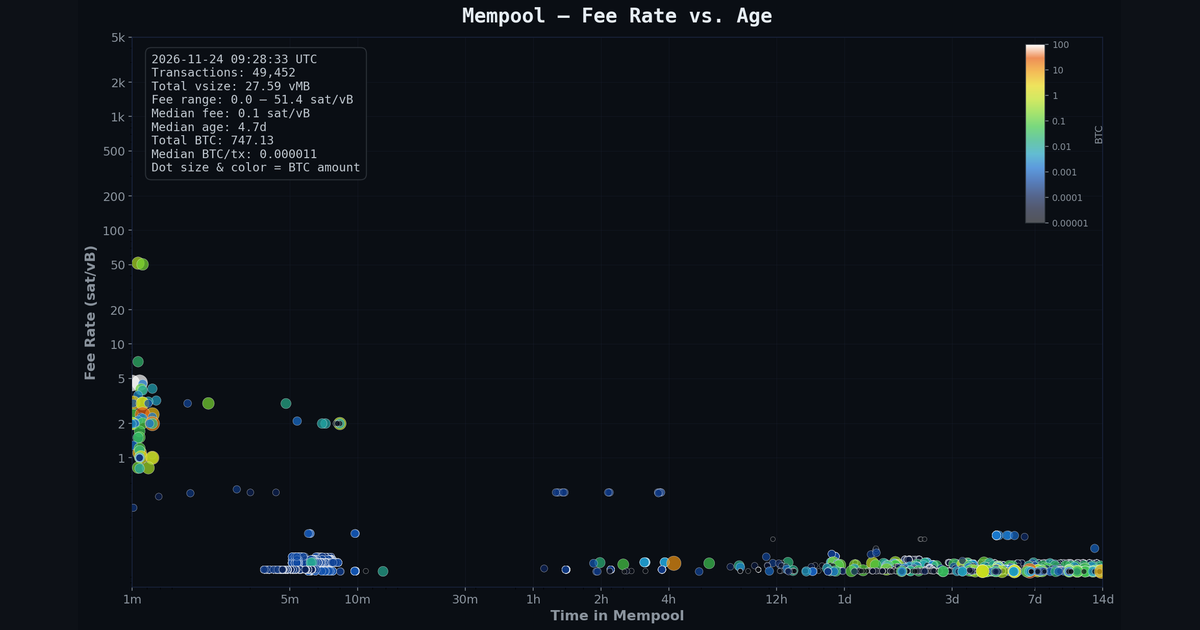 Mempool — Fee Rate vs. Age
2026-11-24 09:28:33 UTC
Transactions: 49,452
Total vsize: 27.59 vMB
Fee range: 0.0 — 51.4 sat/vB
Median fee: 0.1 sat/vB
Median age: 4.7d
Total BTC: 747.13
Median BTC/tx: 0.000011
Dot size & color = BTC amount
5k
2k
1k
500
200
100
50
20
10
5
2
1
Fee Rate (sat/vB)
100
10
1
0.1
0.01
0.001
0.0001
0.00001
BTC
1m 5m 10m 30m 1h 2h 4h 12h 1d 3d 7d 14d
Time in Mempool